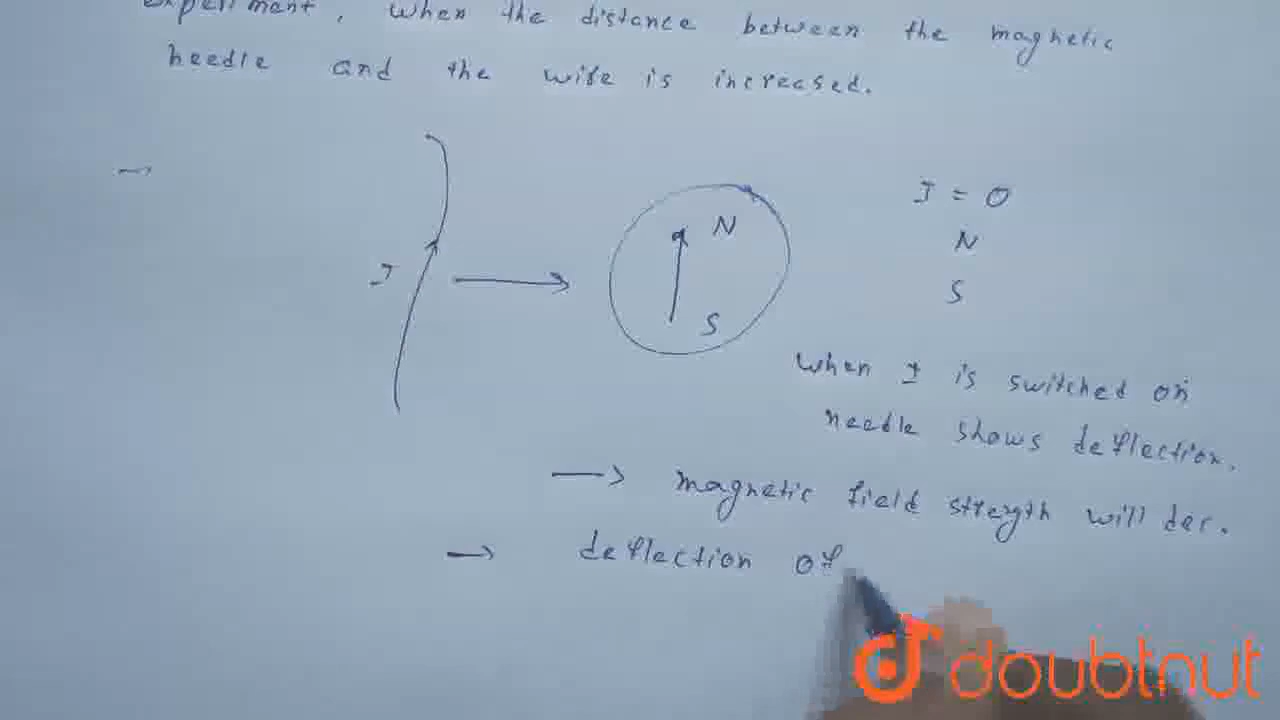 experiment, when the distance between the magnetic
needle and the wire is increased.
I = 0
N
N
I
S
S
When I is switched on
needle shows deflection.
magnetic field strength will der.
deflection of
doubtnut